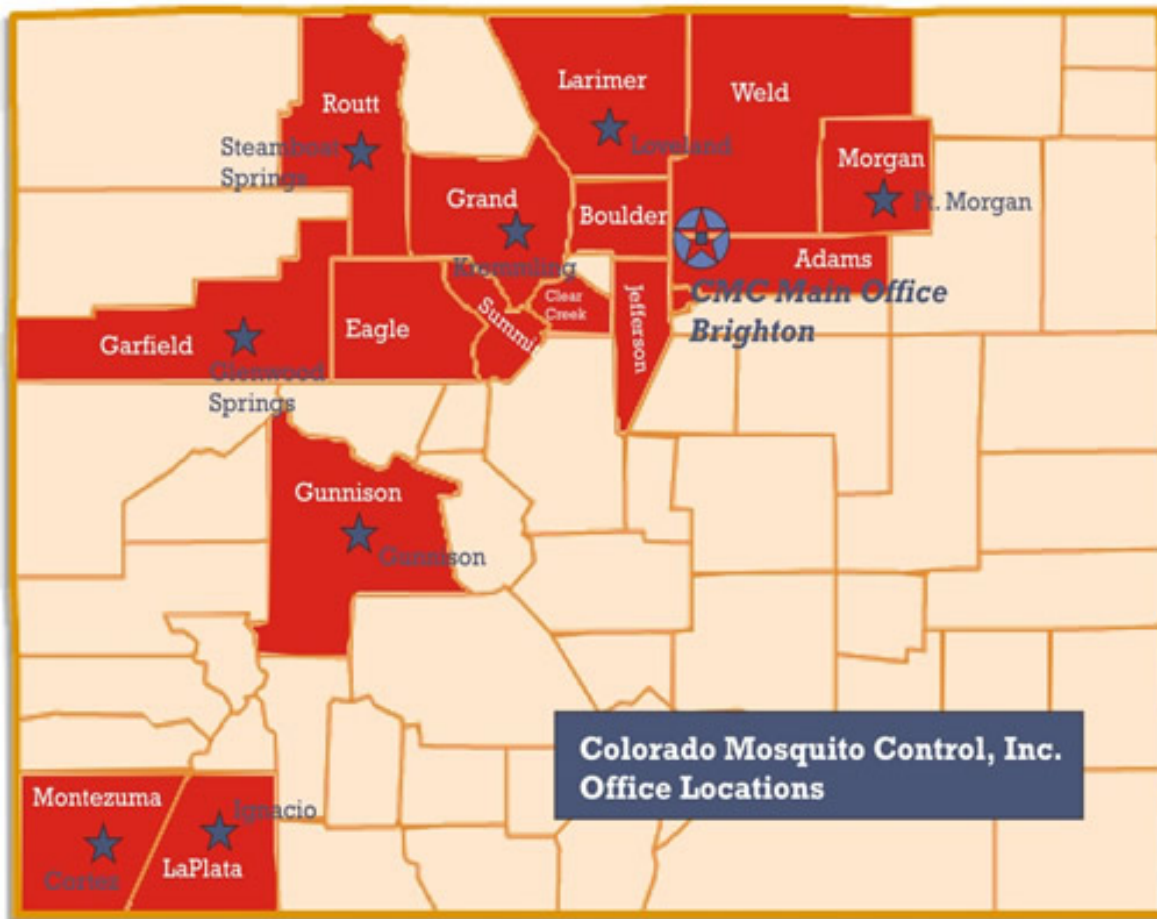 Routt
Steamboat
Springs
Larimer
Loveland
Weld
Morgan
Ft. Morgan
Grand
Kremmling
Boulder
Adams
CMC Main Office
Brighton
Clear
Creek
Jefferson
Summit
Eagle
Garfield
Glenwood
Springs
Gunnison
Gunnison
Montezuma
Cortez
Ignacio
LaPlata
Colorado Mosquito Control, Inc.
Office Locations